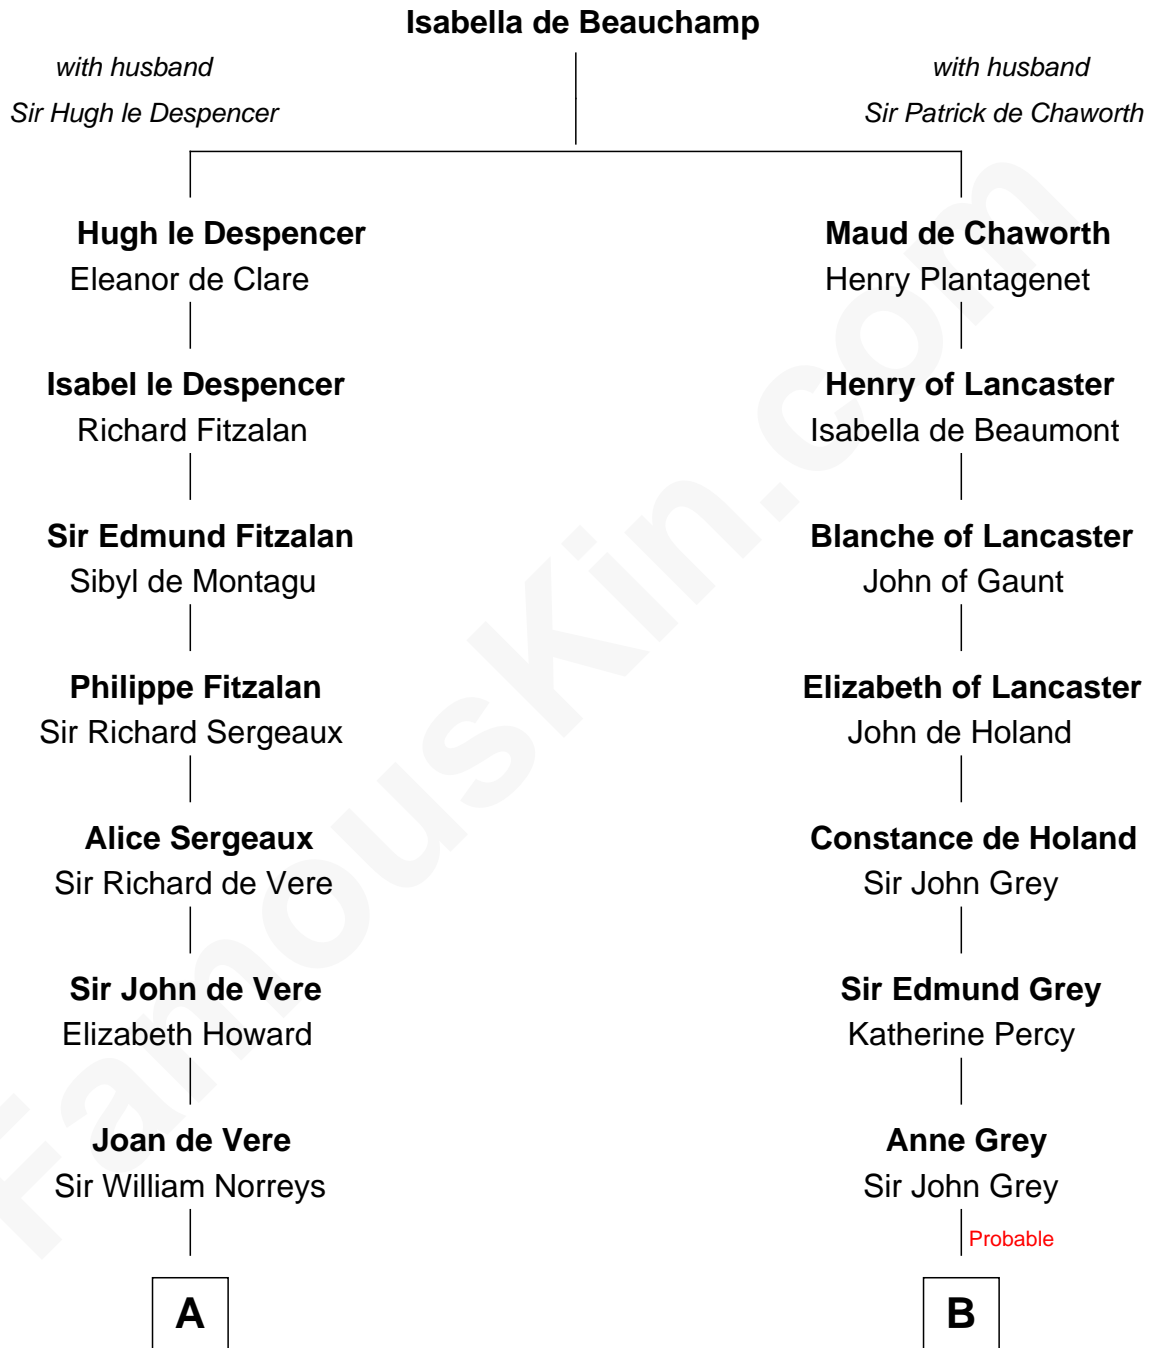 Isabella de Beauchamp
with husband
Sir Hugh le Despencer
with husband
Sir Patrick de Chaworth
Hugh le Despencer
Eleanor de Clare
Maud de Chaworth
Henry Plantagenet
Isabel le Despencer
Richard Fitzalan
Henry of Lancaster
Isabella de Beaumont
Sir Edmund Fitzalan
Sibyl de Montagu
Blanche of Lancaster
John of Gaunt
Philippe Fitzalan
Sir Richard Sergeaux
Elizabeth of Lancaster
John de Holand
Alice Sergeaux
Sir Richard de Vere
Constance de Holand
Sir John Grey
Sir John de Vere
Elizabeth Howard
Sir Edmund Grey
Katherine Percy
Joan de Vere
Sir William Norreys
Anne Grey
Sir John Grey
Probable
A
B
FamousKin.com